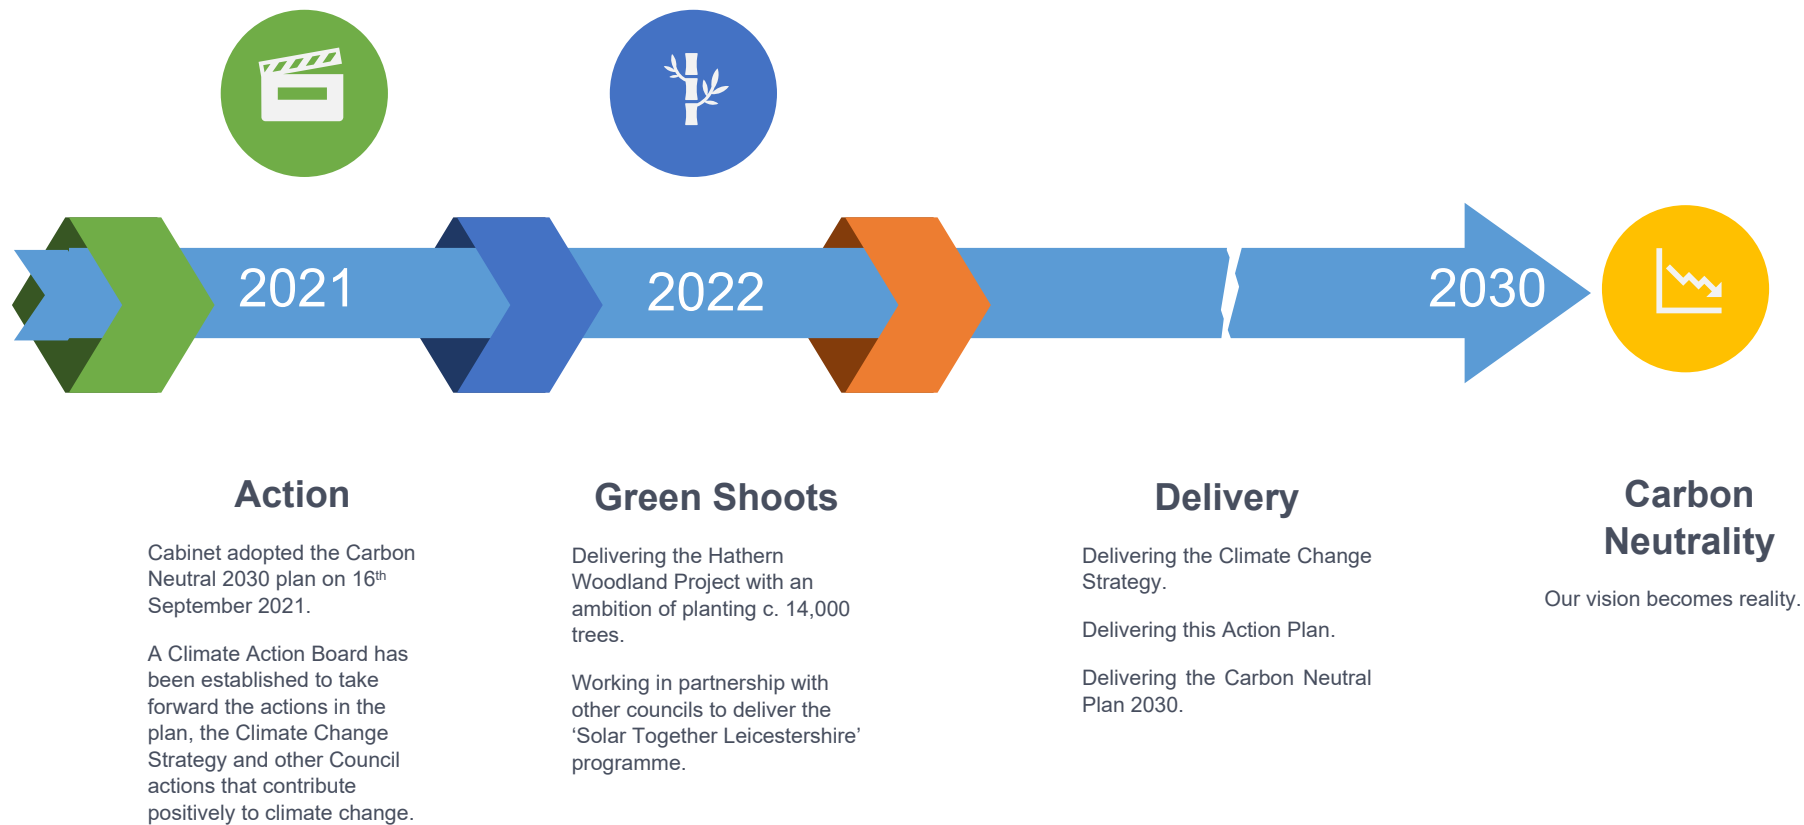 2021
2022
2030
Action
Cabinet adopted the Carbon
Neutral 2030 plan on 16th
September 2021.
A Climate Action Board has
been established to take
forward the actions in the
plan, the Climate Change
Strategy and other Council
actions that contribute
positively to climate change.
Green Shoots
Delivering the Hathern
Woodland Project with an
ambition of planting c. 14,000
trees.
Working in partnership with
other councils to deliver the
‘Solar Together Leicestershire’
programme.
Delivery
Delivering the Climate Change
Strategy.
Delivering this Action Plan.
Delivering the Carbon Neutral
Plan 2030.
Carbon
Neutrality
Our vision becomes reality.